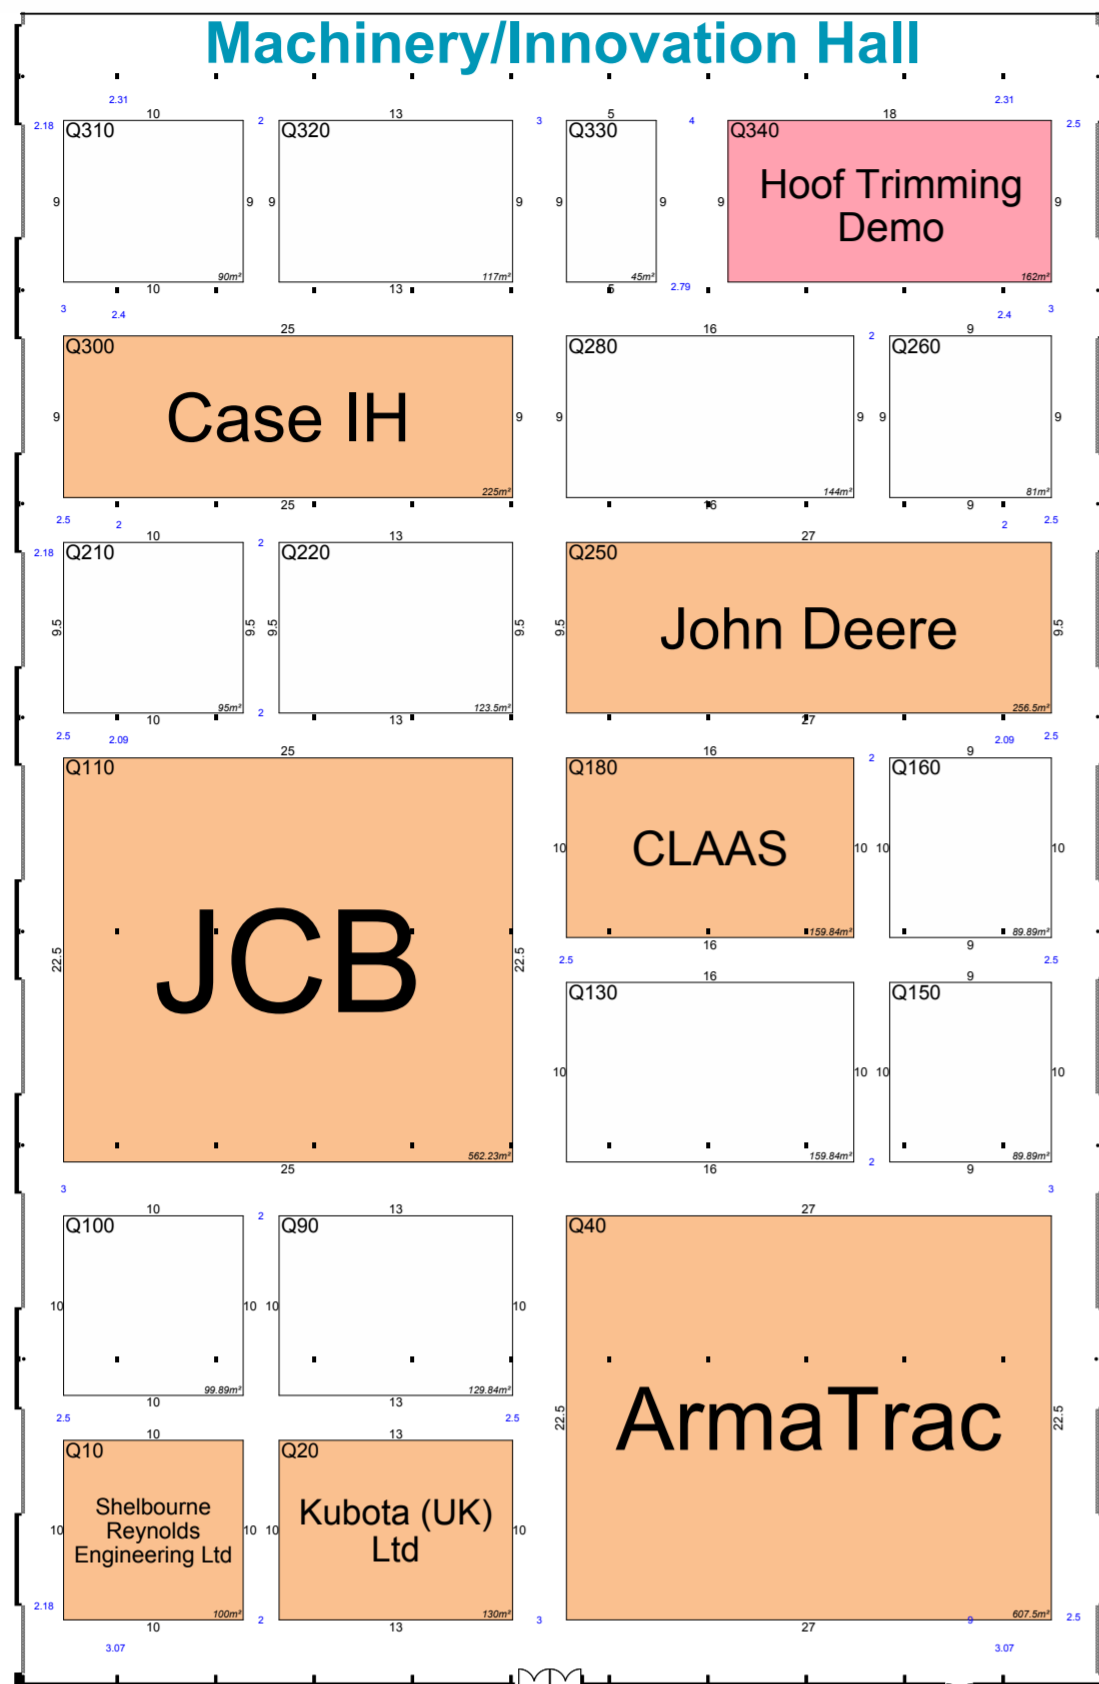 Machinery/Innovation Hall
2.31 2.31
10 2 13 3 5 4 18 2.5
2.18
Q310 Q320 Q330 Q340
Hoof Trimming
Demo
9 9 9 9 9 9 9 9
90m² 117m² 45m² 162m²
10 13 5 2.79
3 2.4 2.4 3
25 16 2 9
Q300 Q280 Q260
Case IH
9 9 9 9 9 9
225m² 144m² 81m²
25 16 9
2.5 2 2 2.5
10 2 13 27
2.18
Q210 Q220 Q250
John Deere
9.5 9.5 9.5 9.5 9.5 9.5
95m² 123.5m² 256.5m²
10 2 13 27
2.5 2.09 2.09 2.5
25 16 2 9
Q110 Q180 Q160
CLAAS
10 10 10 10
159.84m² 89.89m²
16 9
JCB
22.5 22.5
2.5 2.5
16 9
Q130 Q150
10 10 10 10
562.23m² 159.84m² 89.89m²
25 16 2 9
3 3
10 2 13 27
Q100 Q90 Q40
10 10 10 10
99.89m² 129.84m²
10 13
ArmaTrac
22.5 22.5
2.5 2.5
10 13
Q10 Q20
Shelbourne
Reynolds
Engineering Ltd
Kubota (UK)
Ltd
10 10 10 10
2.18
100m² 130m² 607.5m²
10 2 13 3 27 9 2.5
3.07 3.07